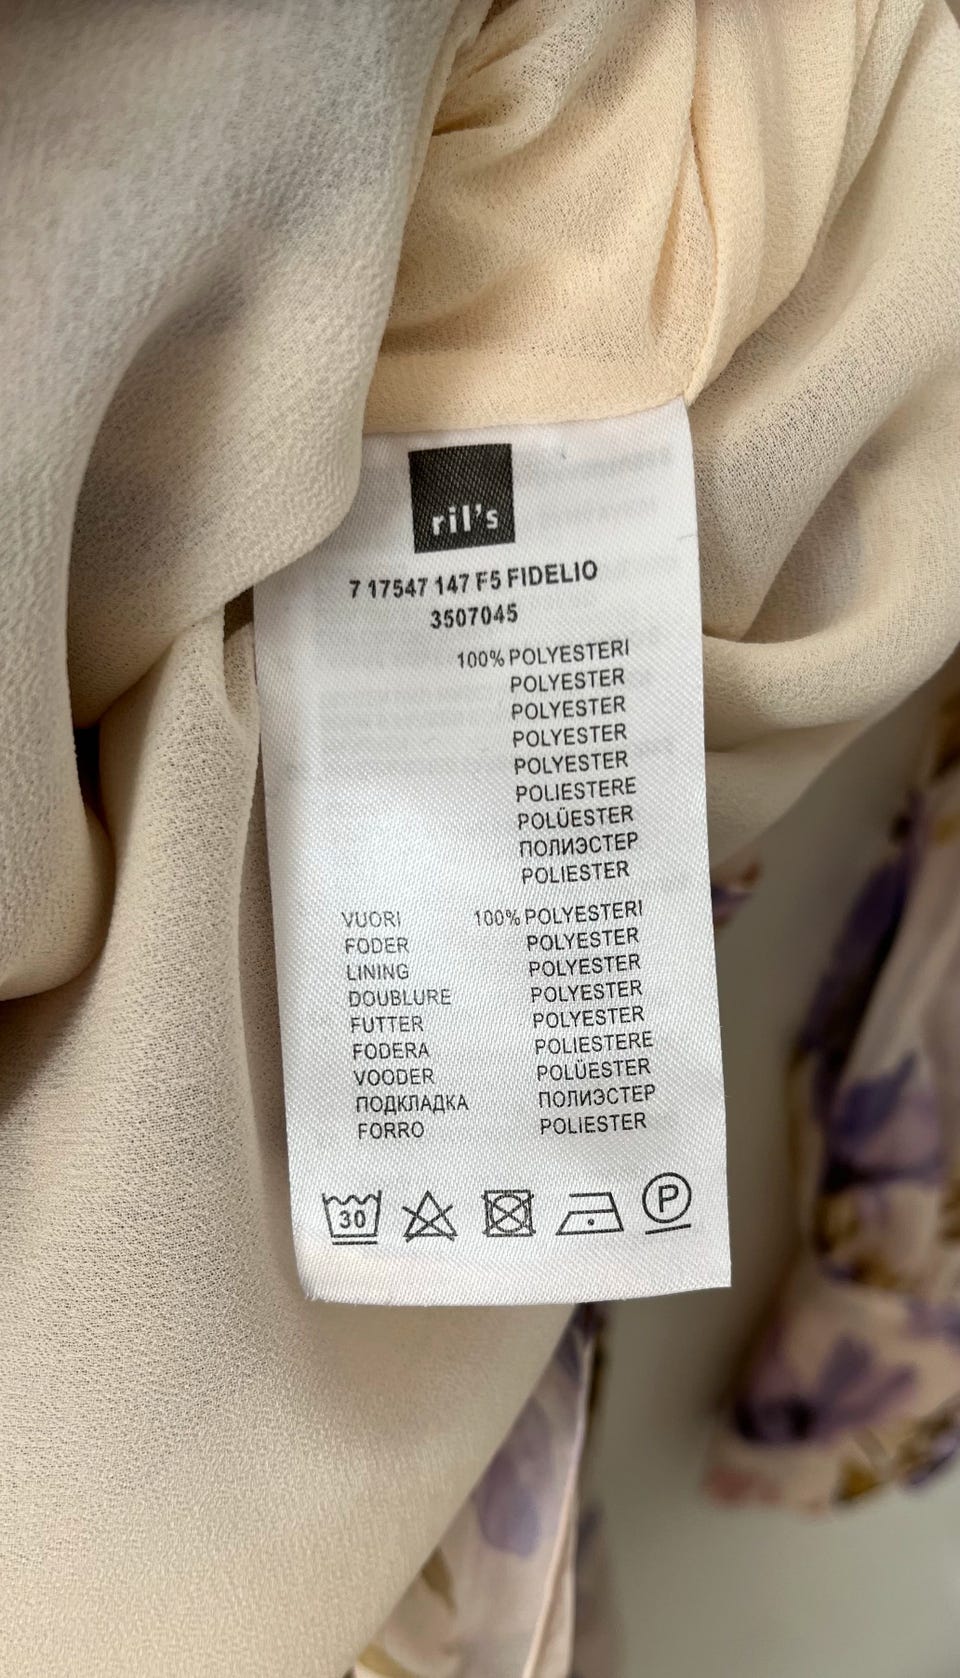 ril's
7 17547 147 F5 FIDELIO
3507045
100% POLYESTERI
POLYESTER
POLYESTER
POLYESTER
POLYESTER
POLIESTERE
POLÜESTER
ПОЛИЭСТЕР
POLIESTER
VUORI 100% POLYESTERI
FODER POLYESTER
LINING POLYESTER
DOUBLURE POLYESTER
FUTTER POLYESTER
FODERA POLIESTERE
VOODER POLÜESTER
ПОДКЛАДКА ПОЛИЭСТЕР
FORRO POLIESTER
30 P